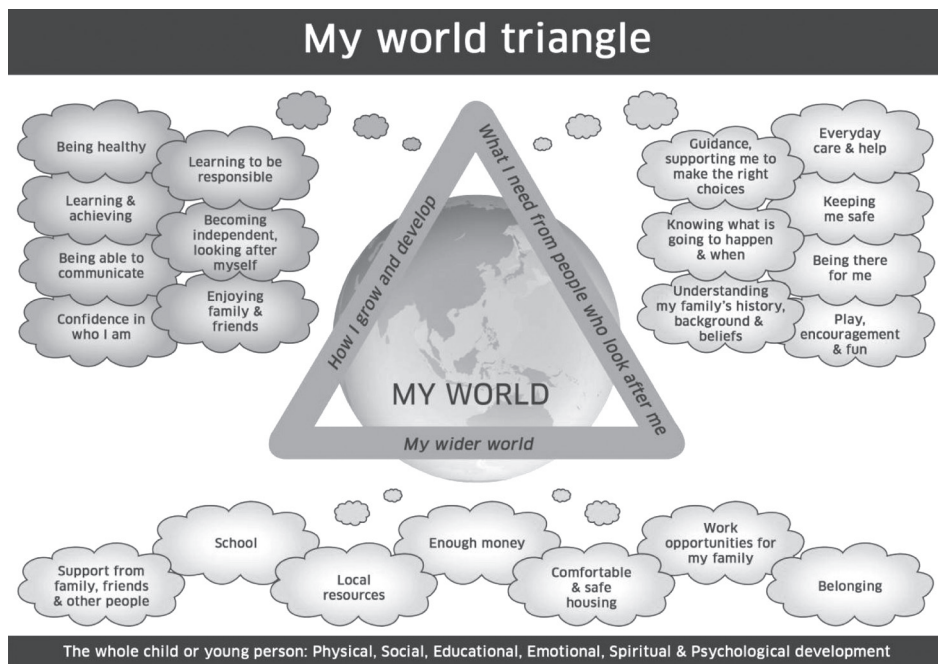 My world triangle
Being healthy
Learning to be
responsible
Learning &
achieving
Becoming
independent,
looking after
myself
Being able to
communicate
Enjoying
family &
friends
Confidence in
who I am
How I grow and develop
What I need from people who look after me
MY WORLD
My wider world
Guidance,
supporting me to
make the right
choices
Everyday
care & help
Keeping
me safe
Knowing what is
going to happen
& when
Being there
for me
Understanding
my family's history,
background &
beliefs
Play,
encouragement
& fun
Support from
family, friends
& other people
School
Local
resources
Enough money
Comfortable
& safe
housing
Work
opportunities for
my family
Belonging
The whole child or young person: Physical, Social, Educational, Emotional, Spiritual & Psychological development